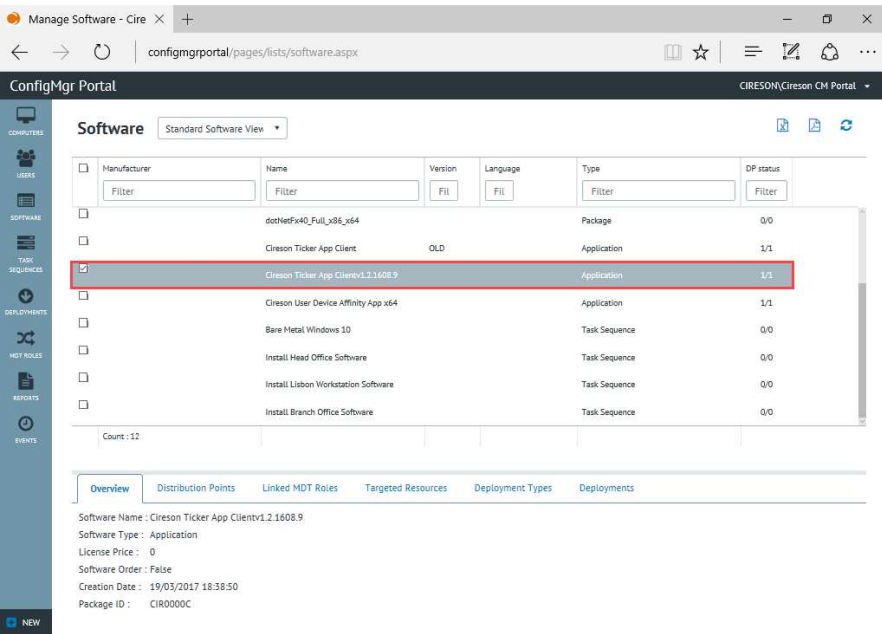 Manage Software - Cire
configmgrportal/pages/lists/software.aspx
ConfigMgr Portal
CIRESON\Cireson CM Portal
COMPUTERS
USERS
SOFTWARE
TASK
SEQUENCES
DEPLOYMENTS
MDT ROLES
REPORTS
EVENTS
NEW
Software
Standard Software View
Manufacturer Name Version Language Type DP status
Filter Filter Fil Fil Filter Filter
dotNetFx40_Full_x86_x64 Package 0/0
Cireson Ticker App Client OLD Application 1/1
Cireson Ticker App Clientv1.2.1608.9 Application 1/1
Cireson User Device Affinity App x64 Application 1/1
Bare Metal Windows 10 Task Sequence 0/0
Install Head Office Software Task Sequence 0/0
Install Lisbon Workstation Software Task Sequence 0/0
Install Branch Office Software Task Sequence 0/0
Count : 12
Overview Distribution Points Linked MDT Roles Targeted Resources Deployment Types Deployments
Software Name : Cireson Ticker App Clientv1.2.1608.9
Software Type : Application
License Price : 0
Software Order : False
Creation Date : 19/03/2017 18:38:50
Package ID : CIR0000C